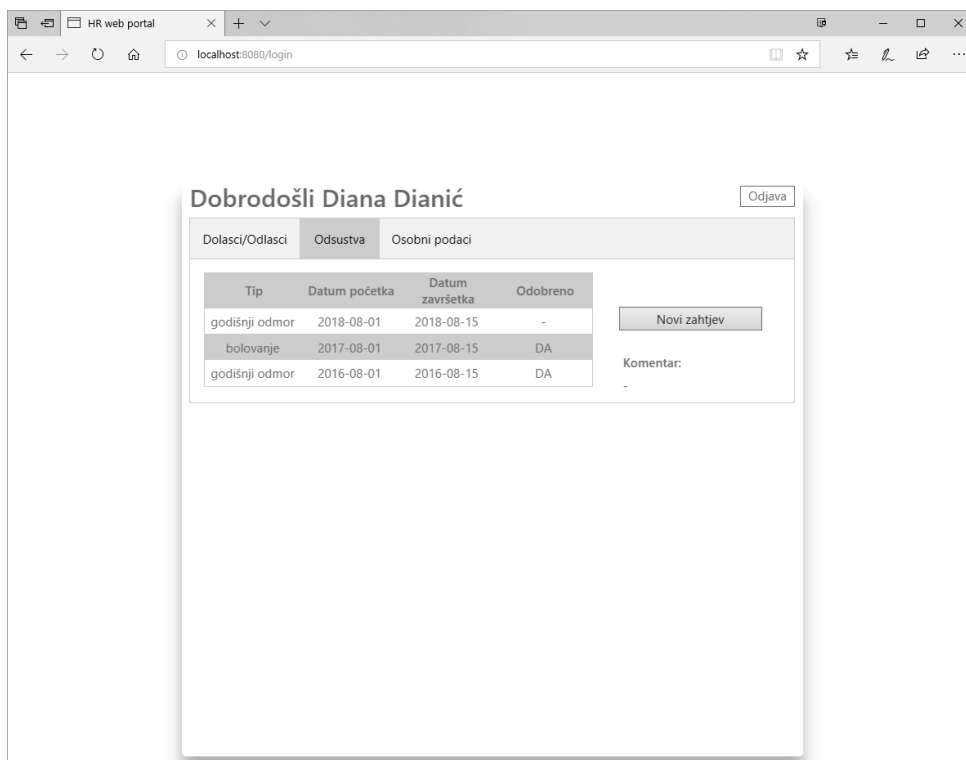 HR web portal
localhost:8080/login
Dobrodošli Diana Dianić
Odjava
Dolasci/Odlasci Odsustva Osobni podaci
Tip Datum početka Datum završetka Odobreno
godišnji odmor 2018-08-01 2018-08-15 -
bolovanje 2017-08-01 2017-08-15 DA
godišnji odmor 2016-08-01 2016-08-15 DA
Novi zahtjev
Komentar:
-